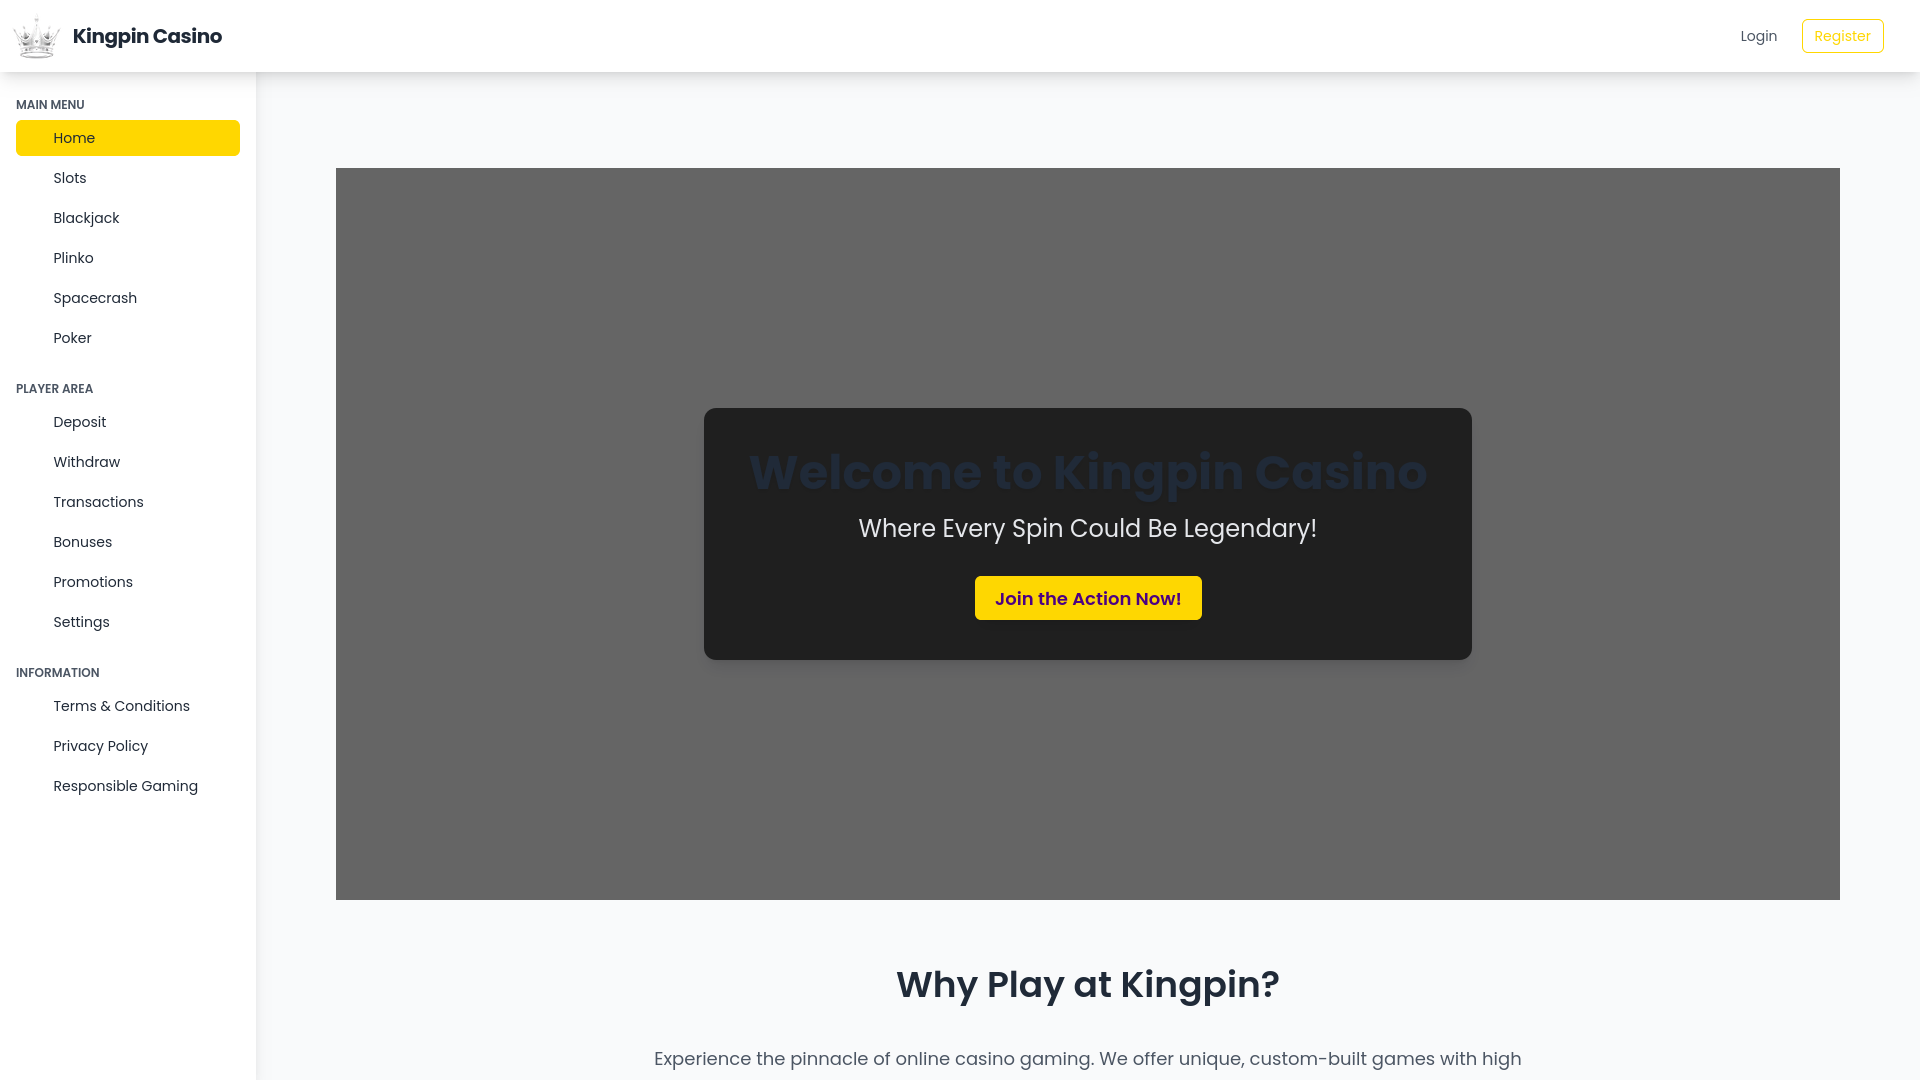 Kingpin Casino
Login
Register
MAIN MENU
Home
Slots
Blackjack
Plinko
Spacecrash
Poker
PLAYER AREA
Deposit
Withdraw
Transactions
Bonuses
Promotions
Settings
INFORMATION
Terms & Conditions
Privacy Policy
Responsible Gaming
Welcome to Kingpin Casino
Where Every Spin Could Be Legendary!
Join the Action Now!
Why Play at Kingpin?
Experience the pinnacle of online casino gaming. We offer unique, custom-built games with high